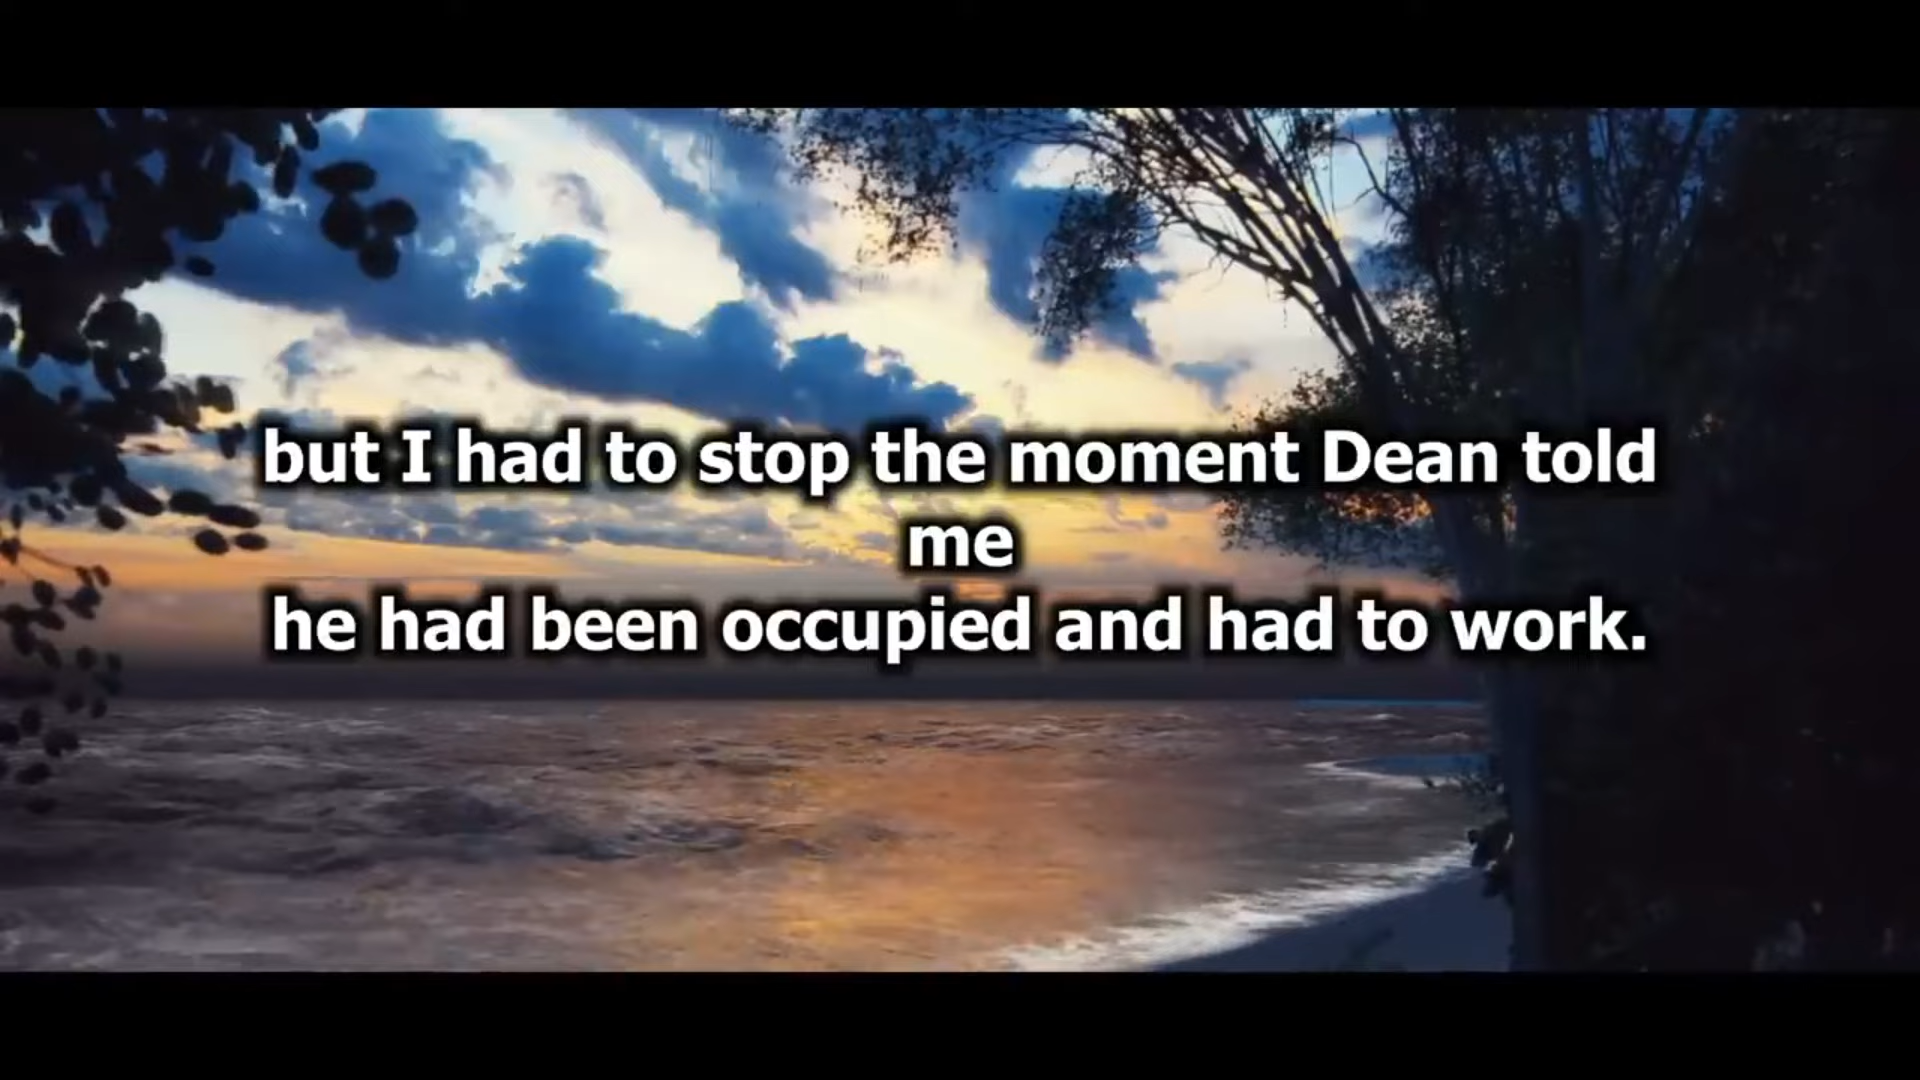 but I had to stop the moment Dean told
me
he had been occupied and had to work.